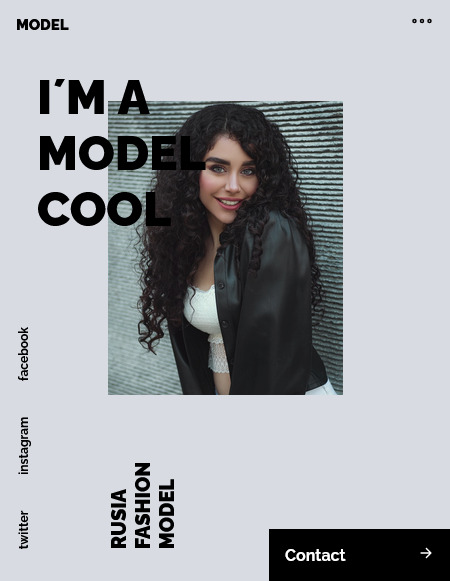 MODEL
I´M A
MODEL
COOL
facebook
instagram
twitter
RUSIA
FASHION
MODEL
Contact